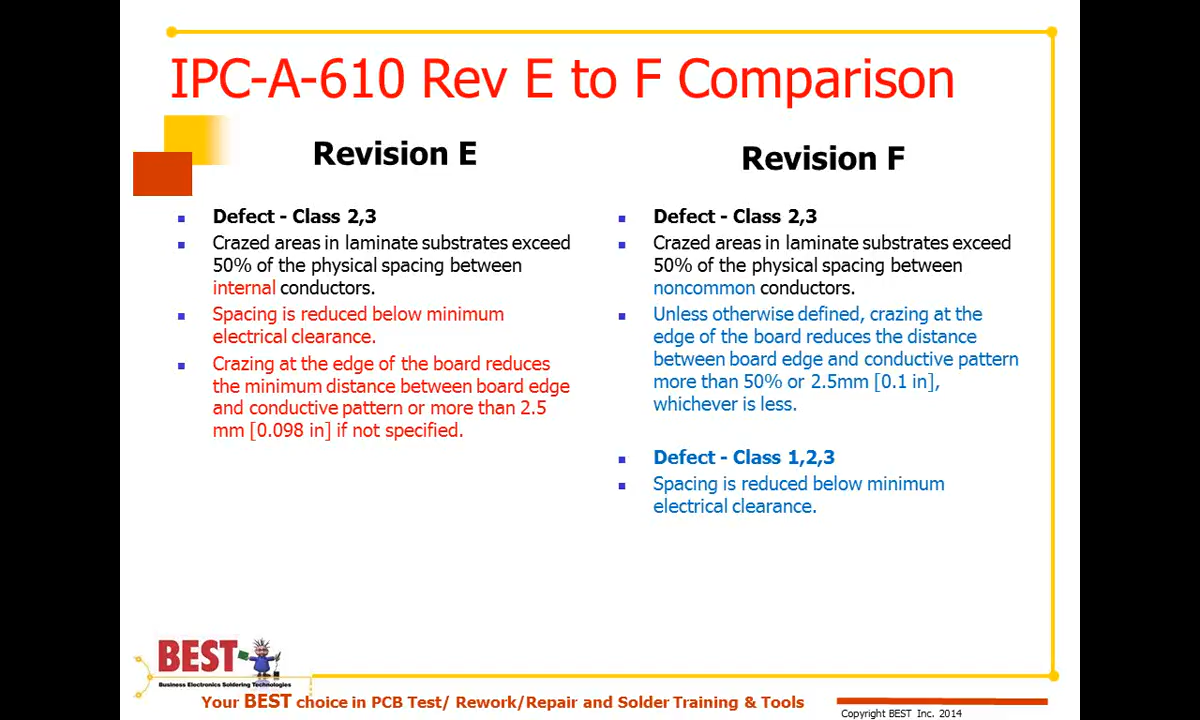 IPC-A-610 Rev E to F Comparison
Revision E
Defect - Class 2,3
Crazed areas in laminate substrates exceed
50% of the physical spacing between
internal conductors.
Spacing is reduced below minimum
electrical clearance.
Crazing at the edge of the board reduces
the minimum distance between board edge
and conductive pattern or more than 2.5
mm [0.098 in] if not specified.
Revision F
Defect - Class 2,3
Crazed areas in laminate substrates exceed
50% of the physical spacing between
noncommon conductors.
Unless otherwise defined, crazing at the
edge of the board reduces the distance
between board edge and conductive pattern
more than 50% or 2.5mm [0.1 in],
whichever is less.
Defect - Class 1,2,3
Spacing is reduced below minimum
electrical clearance.
BEST
Business Electronics Soldering Technologies
Your BEST choice in PCB Test/ Rework/Repair and Solder Training & Tools
Copyright BEST Inc. 2014